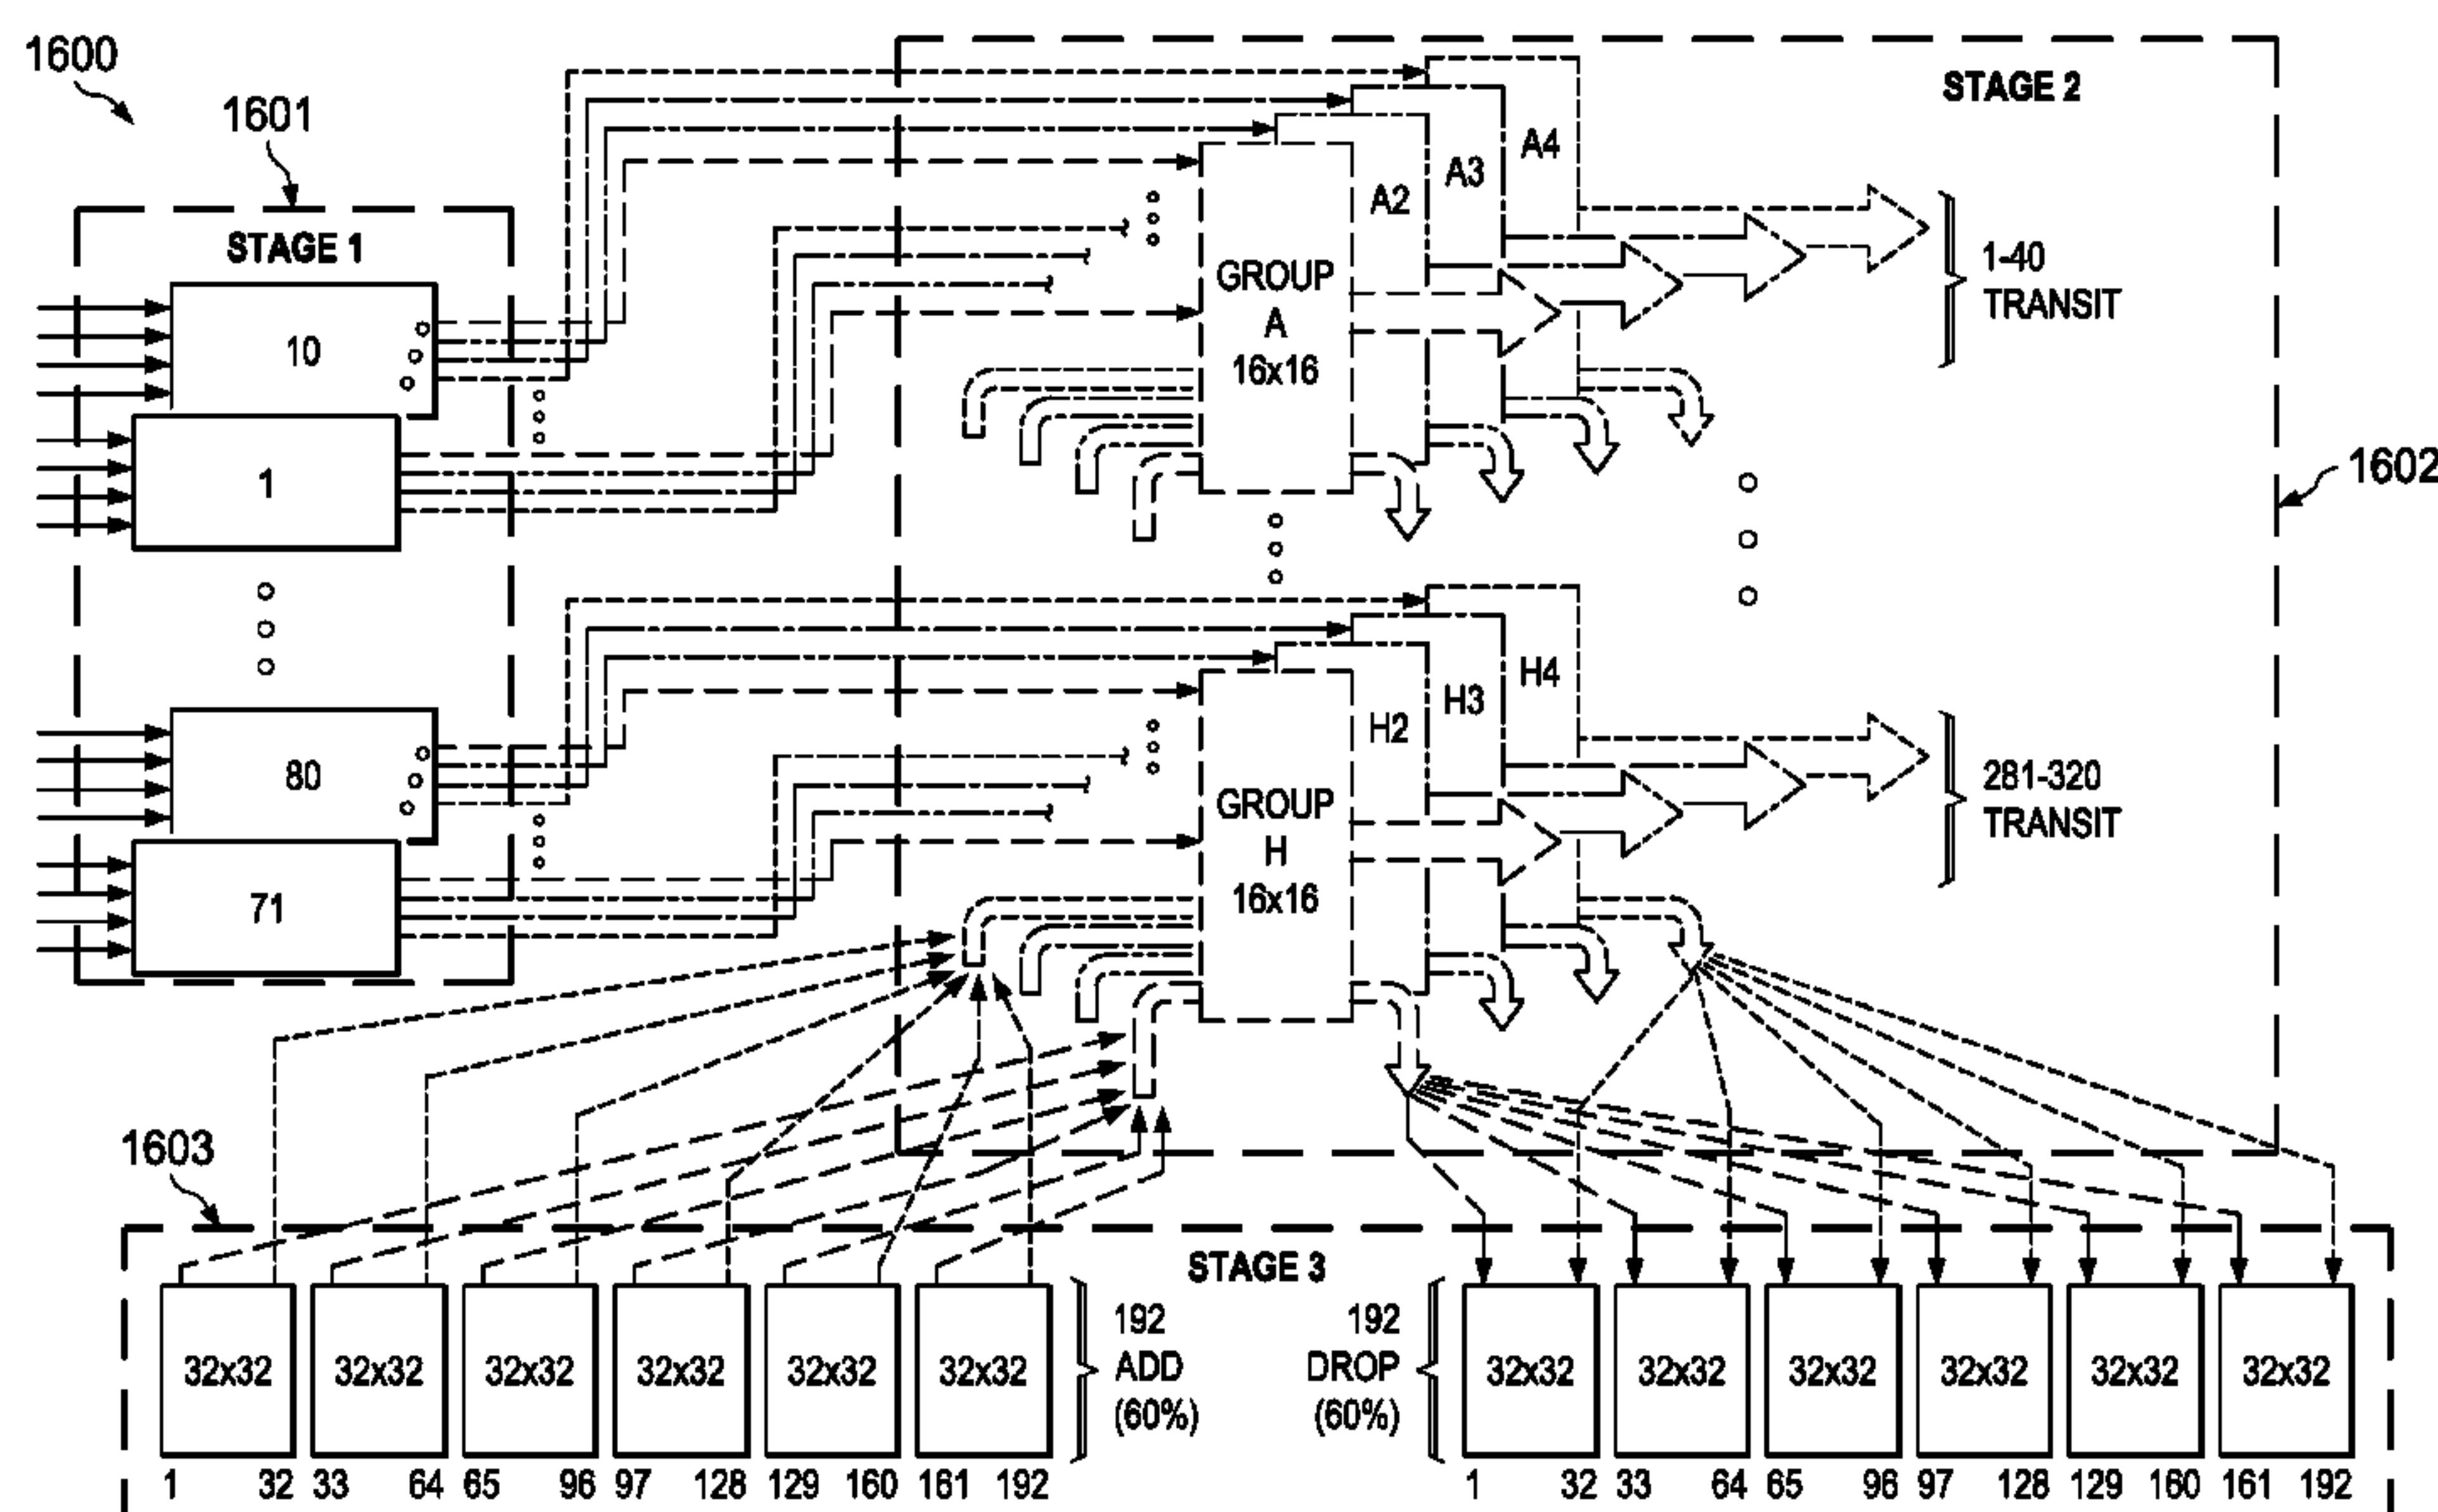 1600
1601
STAGE 1
STAGE 2
A4
A3
A2
GROUP
A
16x16
1-40
TRANSIT
10
1
1602
H4
H3
H2
GROUP
H
16x16
281-320
TRANSIT
80
71
1603
STAGE 3
32x32
32x32
32x32
32x32
32x32
32x32
192
ADD
(60%)
192
DROP
(60%)
32x32
32x32
32x32
32x32
32x32
32x32
1 32 33 64 65 96 97 128 129 160 161 192
1 32 33 64 65 96 97 128 129 160 161 192